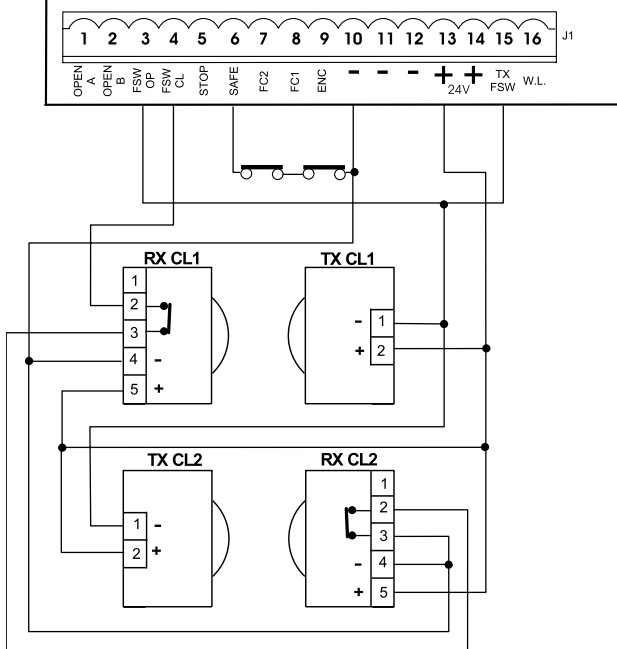 1 2 3 4 5 6 7 8 9 10 11 12 13 14 15 16 J1
OPEN A
OPEN B
FSW OP
FSW CL
STOP
SAFE
FC2
FC1
ENC
-
-
-
+ +
24V
TX FSW
W.L.
RX CL1
1
2
3
4 -
5 +
TX CL1
- 1
+ 2
TX CL2
1 -
2 +
RX CL2
1
2
3
- 4
+ 5